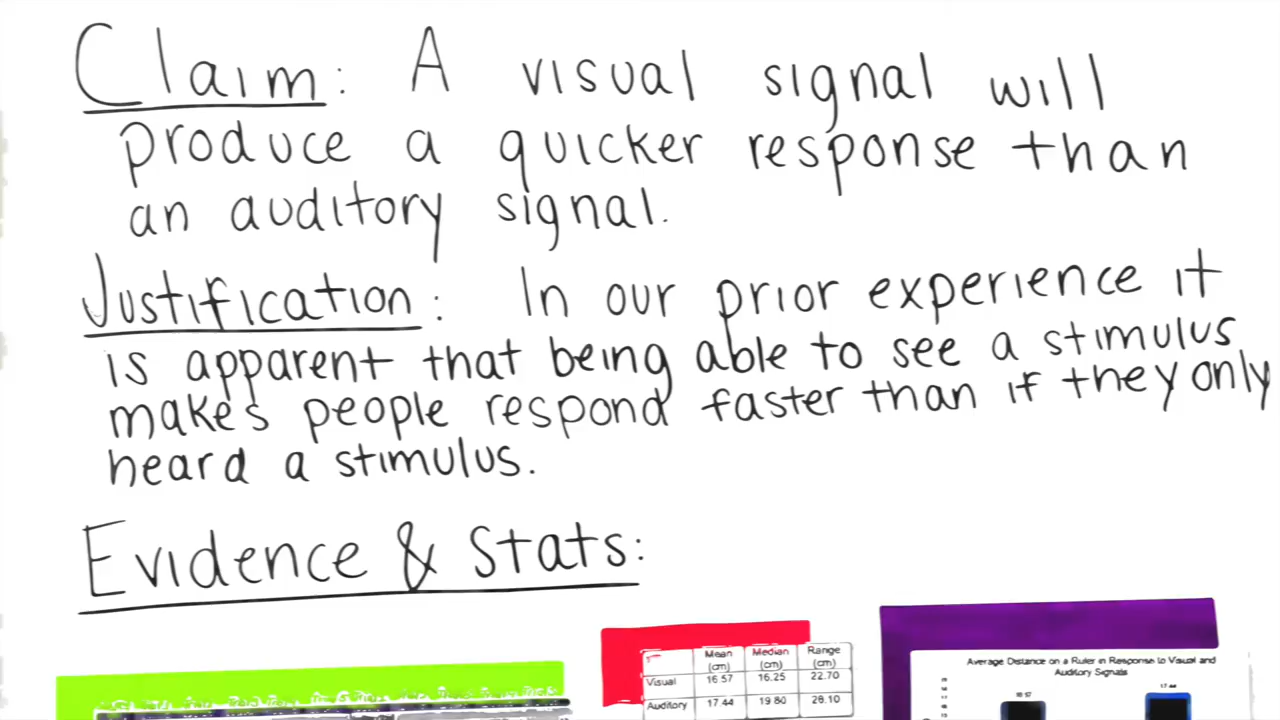 Claim: A visual signal will
produce a quicker response than
an auditory signal.
Justification: In our prior experience it
is apparent that being able to see a stimulus
makes people respond faster than if they only
heard a stimulus.
Evidence & Stats:
Mean (cm) Median (cm) Range (cm)
Visual 16.57 16.25 22.70
Auditory 17.44 19.80 28.10
Average Distance on a Ruler in Response to Visual and
Auditory Signals
17.44